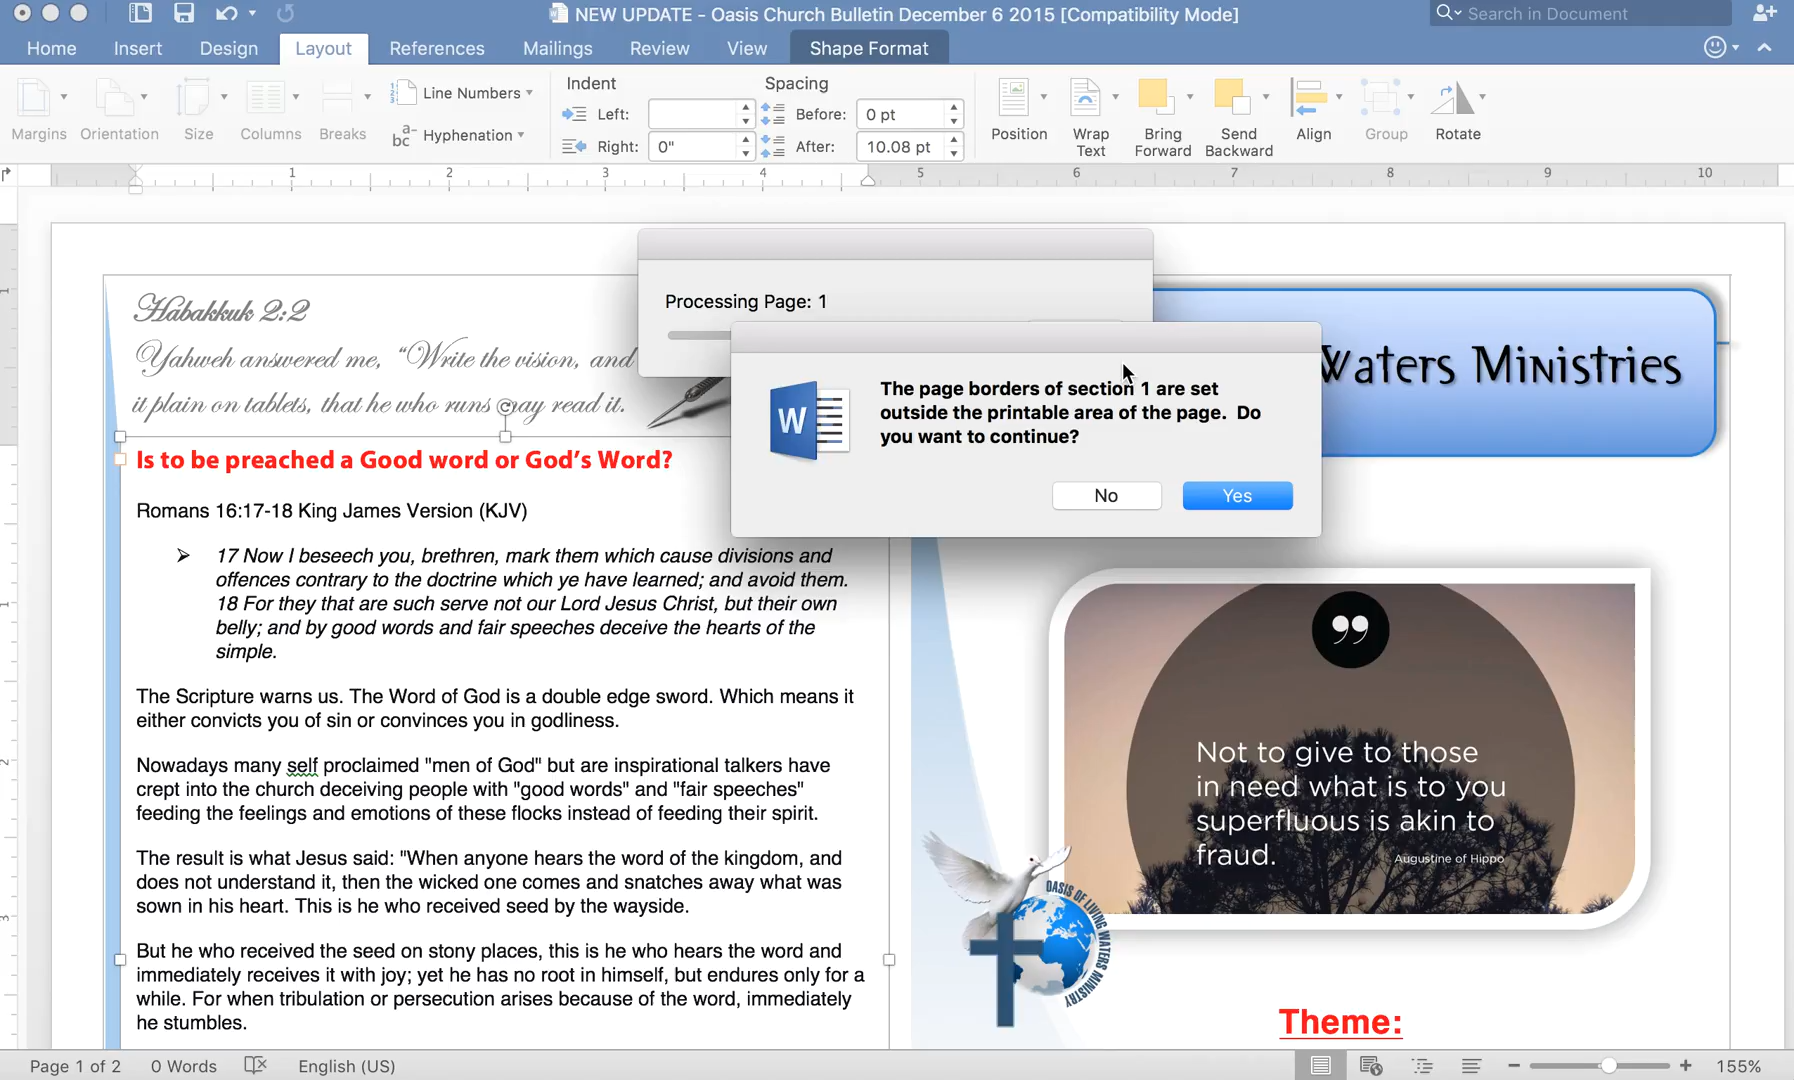 NEW UPDATE - Oasis Church Bulletin December 6 2015 [Compatibility Mode]
Search in Document
Home
Insert
Design
Layout
References
Mailings
Review
View
Shape Format
Margins
Orientation
Size
Columns
Breaks
Line Numbers
Hyphenation
Indent
Left:
Right:
0"
Spacing
Before:
0 pt
After:
10.08 pt
Position
Wrap
Text
Bring
Forward
Send
Backward
Align
Group
Rotate
1 2 3 4 5 6 7 8 9 10
Habakkuk 2:2
Yahweh answered me, “Write the vision, and
it plain on tablets, that he who runs may read it.
Processing Page: 1
The page borders of section 1 are set
outside the printable area of the page. Do
you want to continue?
No
Yes
Waters Ministries
Is to be preached a Good word or God’s Word?
Romans 16:17-18 King James Version (KJV)
17 Now I beseech you, brethren, mark them which cause divisions and
offences contrary to the doctrine which ye have learned; and avoid them.
18 For they that are such serve not our Lord Jesus Christ, but their own
belly; and by good words and fair speeches deceive the hearts of the
simple.
The Scripture warns us. The Word of God is a double edge sword. Which means it
either convicts you of sin or convinces you in godliness.
Nowadays many self proclaimed "men of God" but are inspirational talkers have
crept into the church deceiving people with "good words" and "fair speeches"
feeding the feelings and emotions of these flocks instead of feeding their spirit.
The result is what Jesus said: "When anyone hears the word of the kingdom, and
does not understand it, then the wicked one comes and snatches away what was
sown in his heart. This is he who received seed by the wayside.
But he who received the seed on stony places, this is he who hears the word and
immediately receives it with joy; yet he has no root in himself, but endures only for a
while. For when tribulation or persecution arises because of the word, immediately
he stumbles.
Not to give to those
in need what is to you
superfluous is akin to
fraud.
Augustine of Hippo
OASIS OF LIVING WATERS MINISTRY
Theme:
Page 1 of 2
0 Words
English (US)
155%